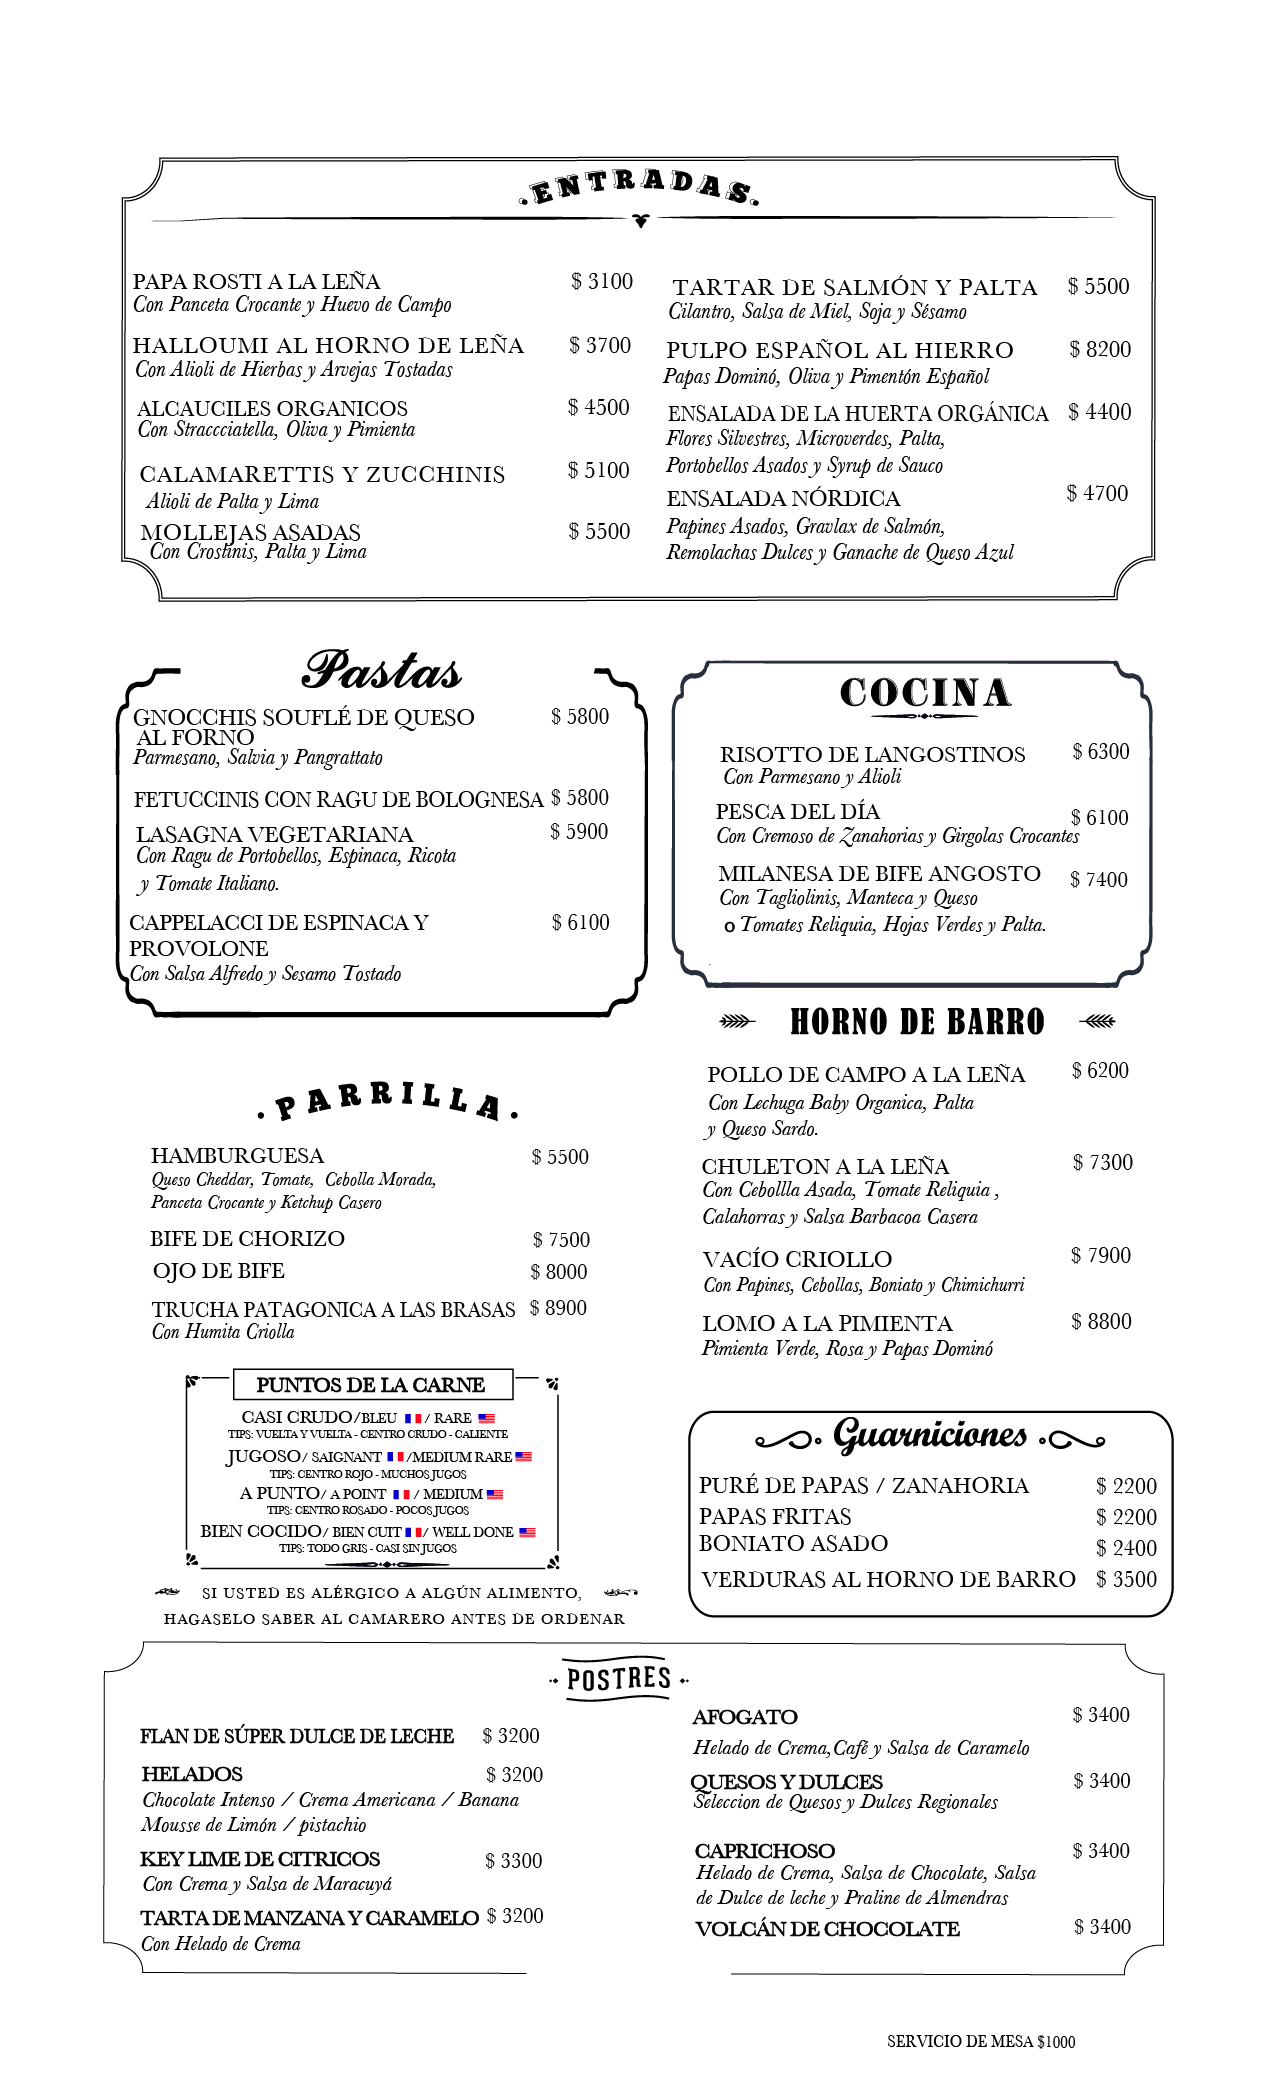 ENTRADAS
PAPA ROSTI A LA LEÑA $ 3100
Con Panceta Crocante y Huevo de Campo
HALLOUMI AL HORNO DE LEÑA $ 3700
Con Alioli de Hierbas y Arvejas Tostadas
ALCAUCILES ORGANICOS $ 4500
Con Straccciatella, Oliva y Pimienta
CALAMARETTIS Y ZUCCHINIS $ 5100
Alioli de Palta y Lima
MOLLEJAS ASADAS $ 5500
Con Crostinis, Palta y Lima
TARTAR DE SALMÓN Y PALTA $ 5500
Cilantro, Salsa de Miel, Soja y Sésamo
PULPO ESPAÑOL AL HIERRO $ 8200
Papas Dominó, Oliva y Pimentón Español
ENSALADA DE LA HUERTA ORGÁNICA $ 4400
Flores Silvestres, Microverdes, Palta,
Portobellos Asados y Syrup de Sauco
ENSALADA NÓRDICA $ 4700
Papines Asados, Gravlax de Salmón,
Remolachas Dulces y Ganache de Queso Azul
Pastas
GNOCCHIS SOUFLÉ DE QUESO $ 5800
AL FORNO
Parmesano, Salvia y Pangrattato
FETUCCINIS CON RAGU DE BOLOGNESA $ 5800
LASAGNA VEGETARIANA $ 5900
Con Ragu de Portobellos, Espinaca, Ricota
y Tomate Italiano.
CAPPELACCI DE ESPINACA Y $ 6100
PROVOLONE
Con Salsa Alfredo y Sesamo Tostado
COCINA
RISOTTO DE LANGOSTINOS $ 6300
Con Parmesano y Alioli
PESCA DEL DÍA $ 6100
Con Cremoso de Zanahorias y Girgolas Crocantes
MILANESA DE BIFE ANGOSTO $ 7400
Con Tagliolinis, Manteca y Queso
o Tomates Reliquia, Hojas Verdes y Palta.
HORNO DE BARRO
POLLO DE CAMPO A LA LEÑA $ 6200
Con Lechuga Baby Organica, Palta
y Queso Sardo.
CHULETON A LA LEÑA $ 7300
Con Cebollla Asada, Tomate Reliquia ,
Calahorras y Salsa Barbacoa Casera
VACÍO CRIOLLO $ 7900
Con Papines, Cebollas, Boniato y Chimichurri
LOMO A LA PIMIENTA $ 8800
Pimienta Verde, Rosa y Papas Dominó
PARRILLA
HAMBURGUESA $ 5500
Queso Cheddar, Tomate, Cebolla Morada,
Panceta Crocante y Ketchup Casero
BIFE DE CHORIZO $ 7500
OJO DE BIFE $ 8000
TRUCHA PATAGONICA A LAS BRASAS $ 8900
Con Humita Criolla
PUNTOS DE LA CARNE
CASI CRUDO/BLEU / RARE
TIPS: VUELTA Y VUELTA - CENTRO CRUDO - CALIENTE
JUGOSO/ SAIGNANT /MEDIUM RARE
TIPS: CENTRO ROJO - MUCHOS JUGOS
A PUNTO/ A POINT / MEDIUM
TIPS: CENTRO ROSADO - POCOS JUGOS
BIEN COCIDO/ BIEN CUIT / WELL DONE
TIPS: TODO GRIS - CASI SIN JUGOS
SI USTED ES ALÉRGICO A ALGÚN ALIMENTO,
HAGASELO SABER AL CAMARERO ANTES DE ORDENAR
Guarniciones
PURÉ DE PAPAS / ZANAHORIA $ 2200
PAPAS FRITAS $ 2200
BONIATO ASADO $ 2400
VERDURAS AL HORNO DE BARRO $ 3500
POSTRES
FLAN DE SÚPER DULCE DE LECHE $ 3200
HELADOS $ 3200
Chocolate Intenso / Crema Americana / Banana
Mousse de Limón / pistachio
KEY LIME DE CITRICOS $ 3300
Con Crema y Salsa de Maracuyá
TARTA DE MANZANA Y CARAMELO $ 3200
Con Helado de Crema
AFOGATO $ 3400
Helado de Crema,Café y Salsa de Caramelo
QUESOS Y DULCES $ 3400
Seleccion de Quesos y Dulces Regionales
CAPRICHOSO $ 3400
Helado de Crema, Salsa de Chocolate, Salsa
de Dulce de leche y Praline de Almendras
VOLCÁN DE CHOCOLATE $ 3400
SERVICIO DE MESA $1000